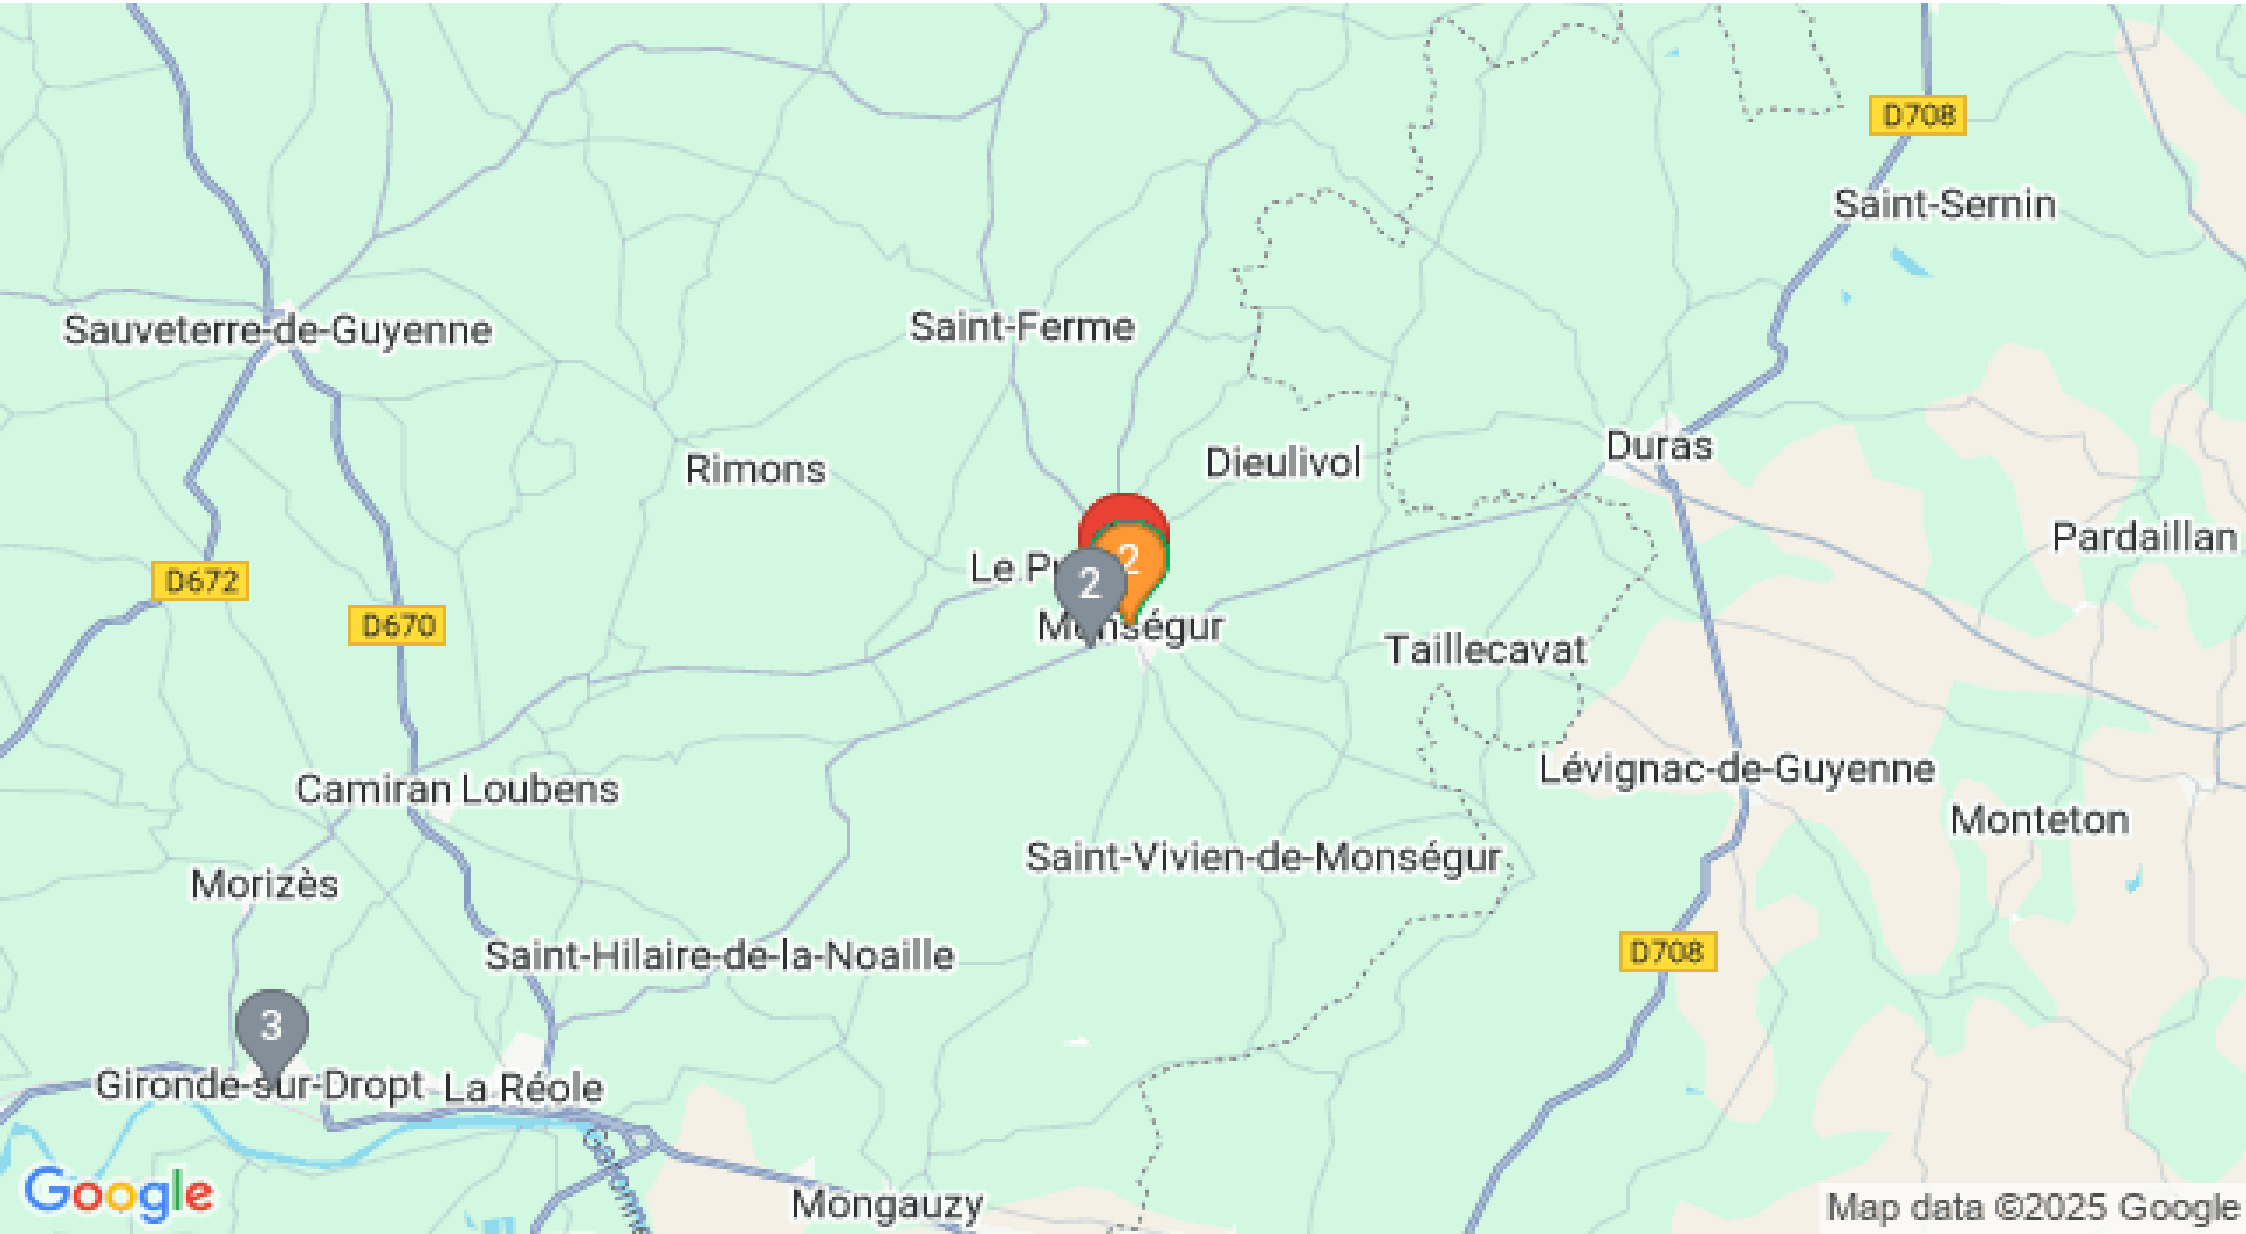 D708
Saint-Sernin
Sauveterre-de-Guyenne
Saint-Ferme
Duras
Dieulivol
Rimons
Pardaillan
2
Le
2
D672
D670
Monségur
Taillecavat
Lévignac-de-Guyenne
Camiran Loubens
Monteton
Saint-Vivien-de-Monségur
Morizès
D708
Saint-Hilaire-de-la-Noaille
3
Gironde-sur-Dropt
La Réole
Garonne
Google
Mongauzy
Map data ©2025 Google